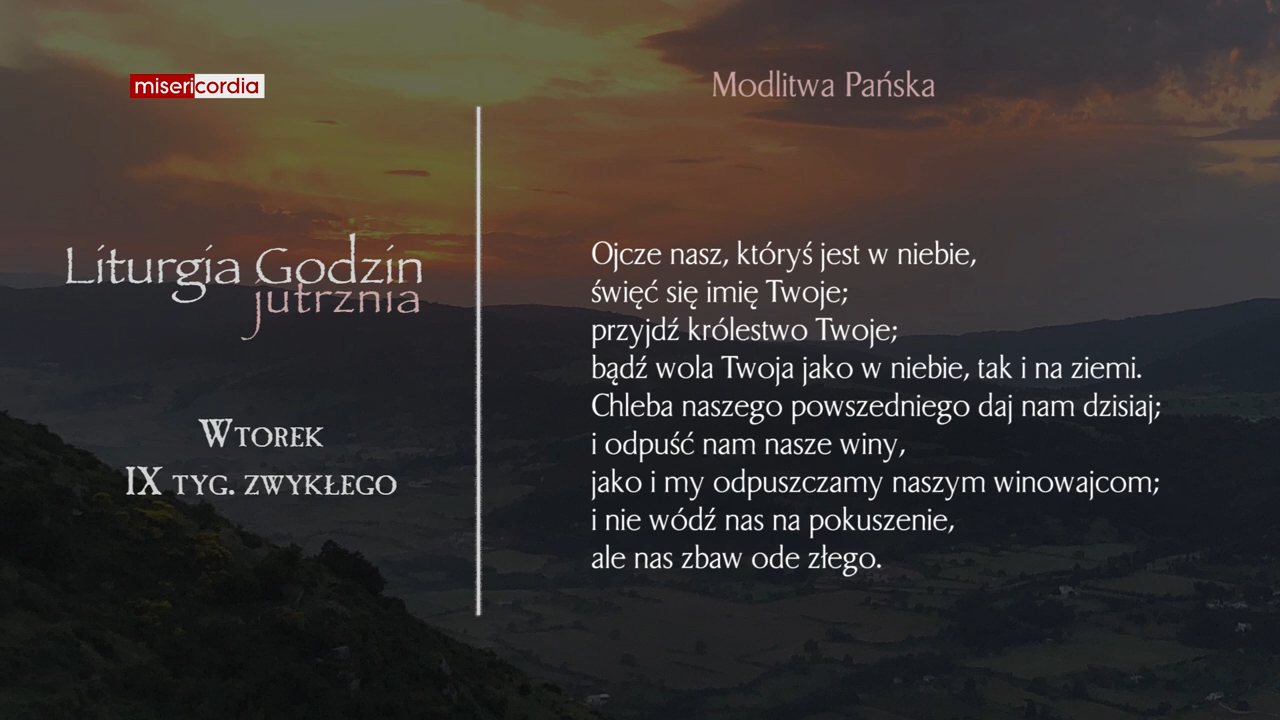 misericordia
Liturgia Godzin
jutrznia
Wtorek
IX tyg. zwykłego
Modlitwa Pańska
Ojcze nasz, któryś jest w niebie,
święć się imię Twoje;
przyjdź królestwo Twoje;
bądź wola Twoja jako w niebie, tak i na ziemi.
Chleba naszego powszedniego daj nam dzisiaj;
i odpuść nam nasze winy,
jako i my odpuszczamy naszym winowajcom;
i nie wódź nas na pokuszenie,
ale nas zbaw ode złego.